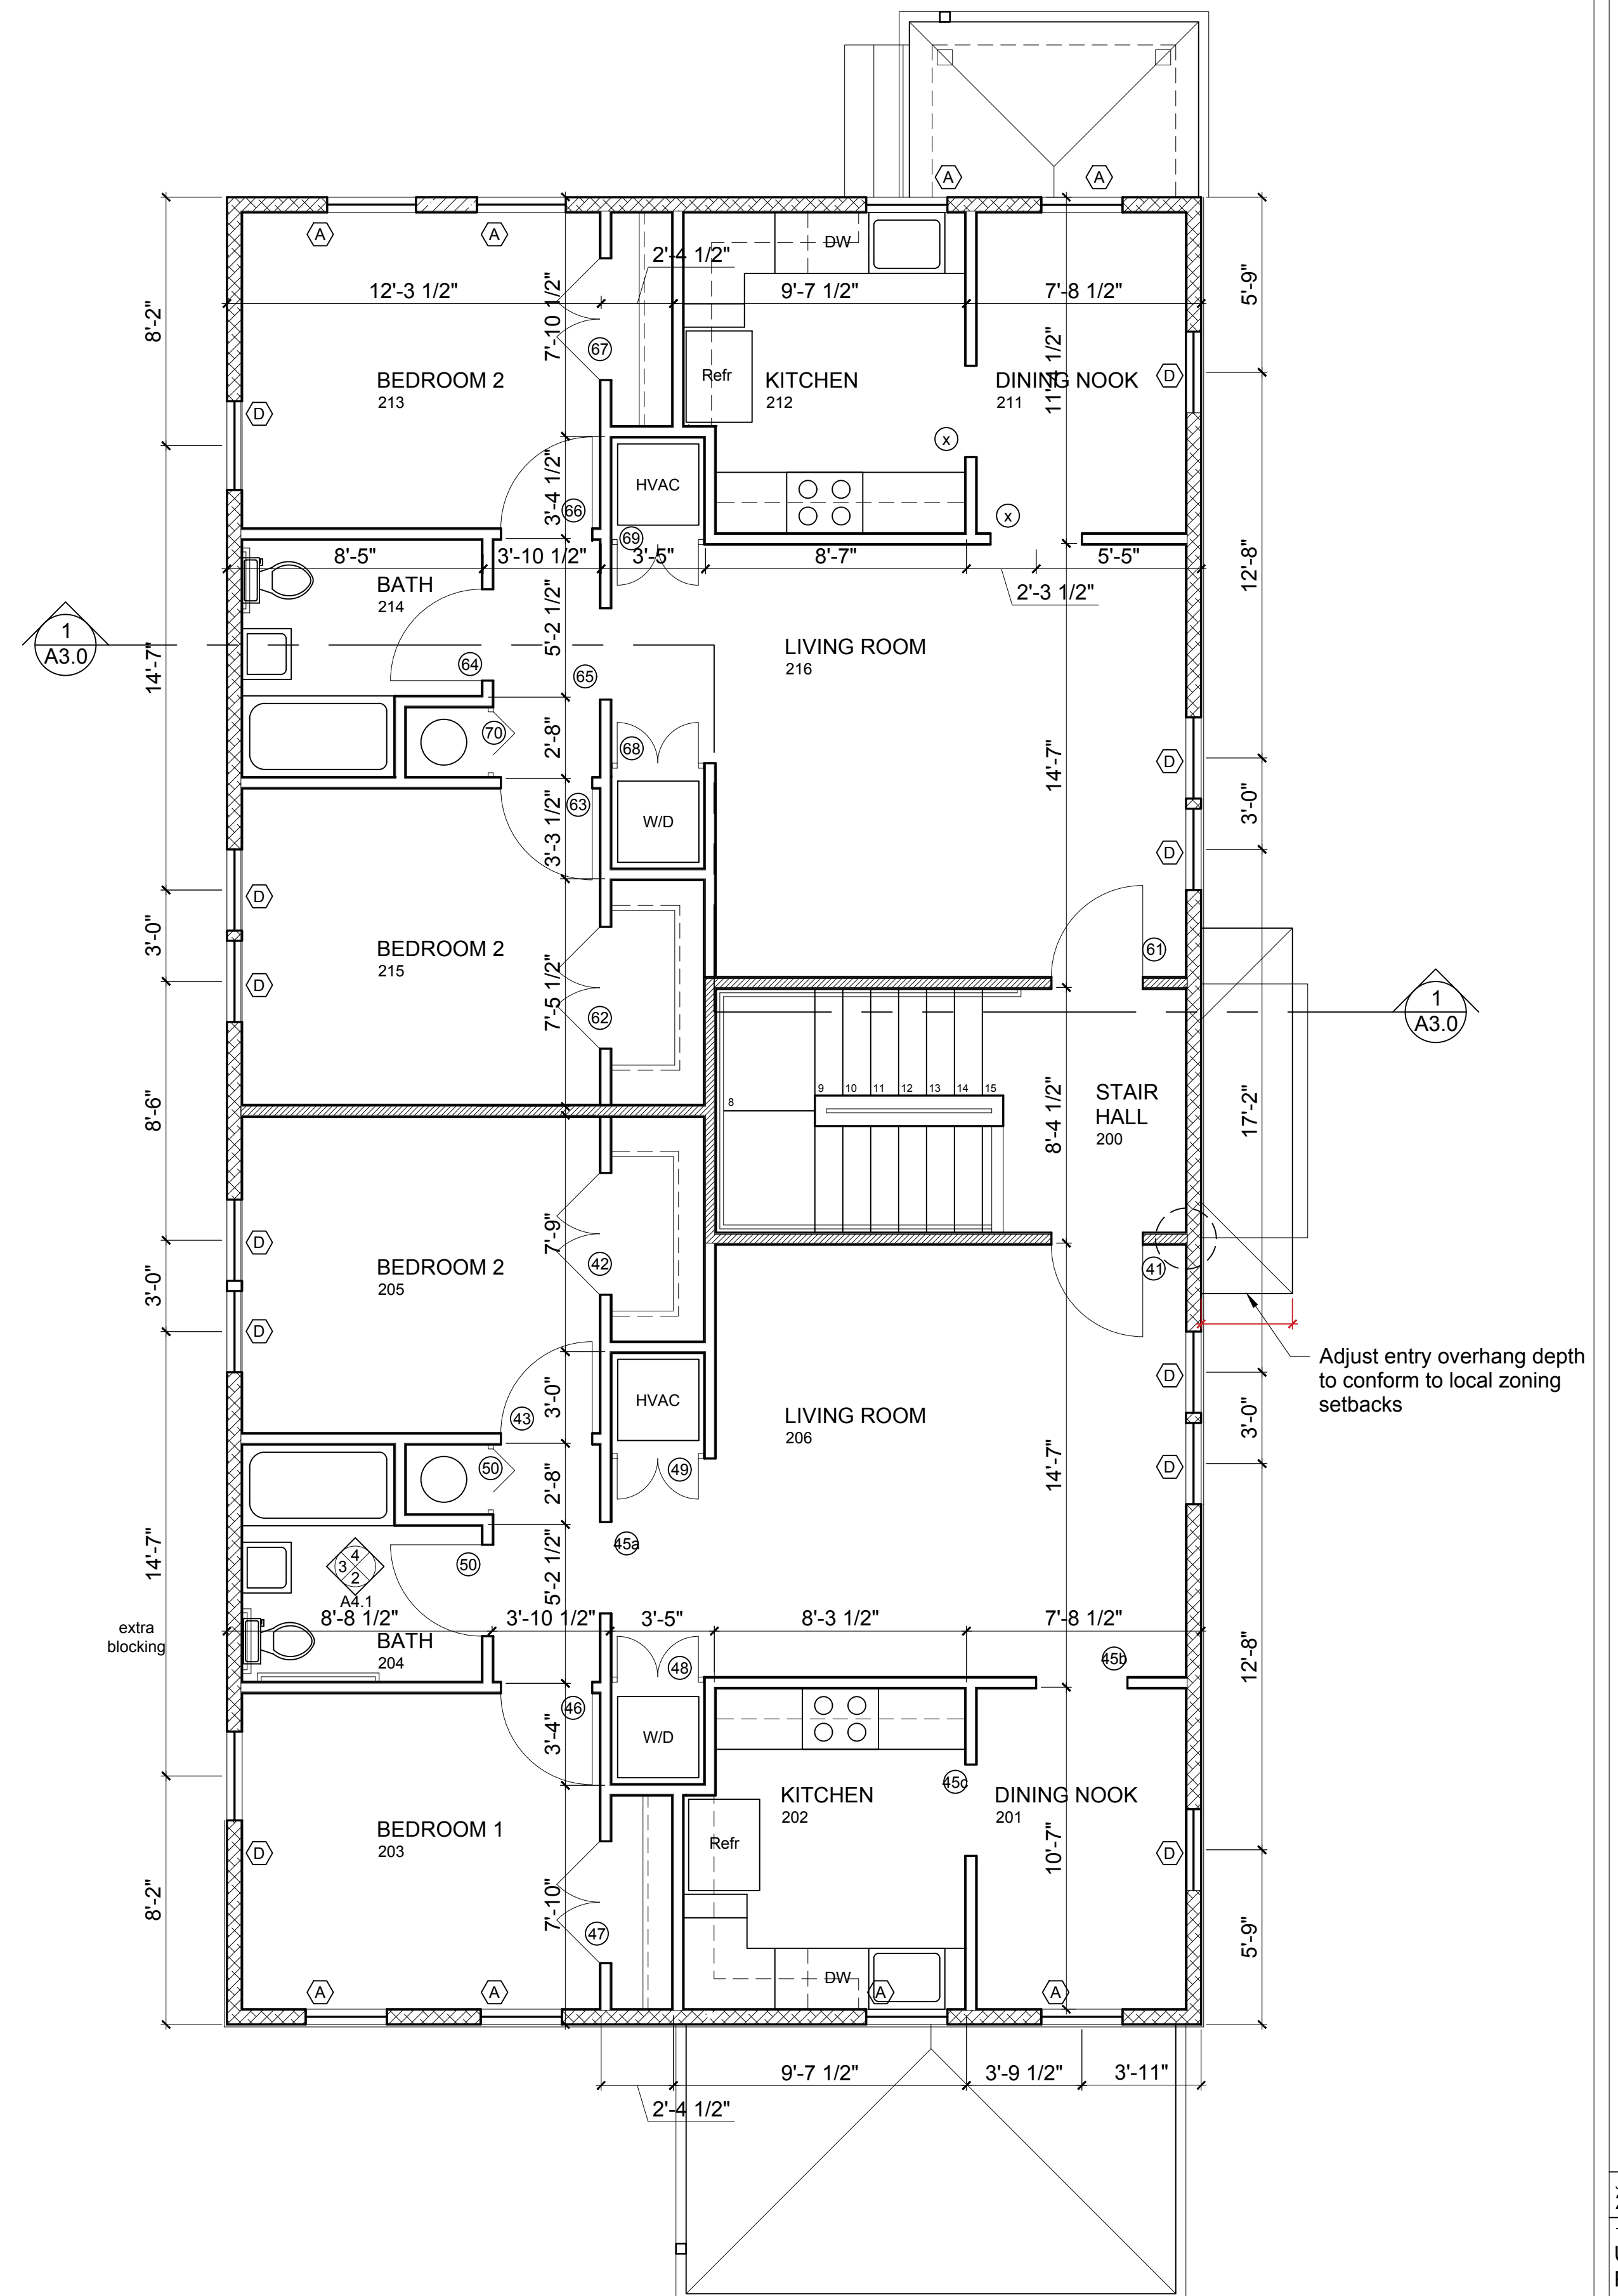 A
A
A
A
DW
2'-4 1/2"
12'-3 1/2"
9'-7 1/2"
7'-8 1/2"
5'-9"
8'-2"
7'-10 1/2"
67
Refr
BEDROOM 2
213
KITCHEN
212
DINING NOOK
211
11'-4 1/2"
D
D
x
x
HVAC
3'-4 1/2"
66
69
8'-5"
3'-10 1/2"
3'-5"
8'-7"
5'-5"
2'-3 1/2"
12'-8"
BATH
214
5'-2 1/2"
1
A3.0
14'-7"
64
65
LIVING ROOM
216
70
2'-8"
68
14'-7"
D
3'-0"
63
3'-3 1/2"
W/D
D
D
3'-0"
BEDROOM 2
215
D
7'-5 1/2"
62
61
1
A3.0
8
9
10
11
12
13
14
15
STAIR
HALL
200
8'-4 1/2"
17'-2"
8'-6"
D
7'-9"
42
BEDROOM 2
205
41
3'-0"
D
Adjust entry overhang depth
to conform to local zoning
setbacks
D
3'-0"
HVAC
3'-0"
43
LIVING ROOM
206
50
2'-8"
49
14'-7"
D
3'-0"
45a
50
5'-2 1/2"
4
3
2
A4.1
14'-7"
extra
blocking
8'-8 1/2"
3'-10 1/2"
3'-5"
8'-3 1/2"
7'-8 1/2"
BATH
204
48
45b
12'-8"
46
3'-4"
W/D
45c
KITCHEN
202
DINING NOOK
201
BEDROOM 1
203
D
Refr
10'-7"
D
8'-2"
7'-10"
47
5'-9"
DW
A
A
A
A
9'-7 1/2"
3'-9 1/2"
3'-11"
2'-4 1/2"